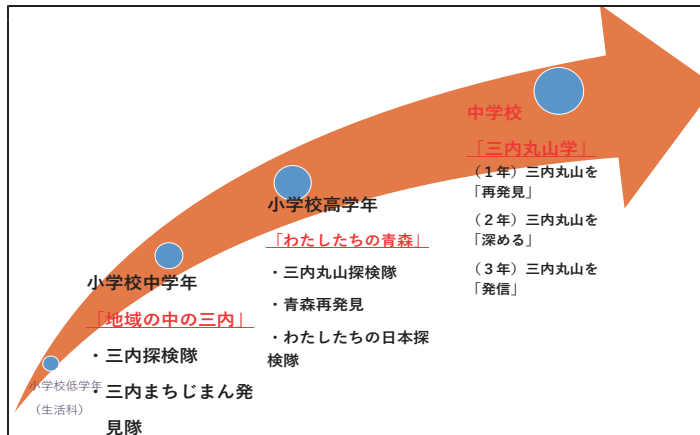 小学校低学年
（生活科）
小学校中学年
「地域の中の三内」
・三内探検隊
・三内まちじまん発
見隊
小学校高学年
「わたしたちの青森」
・三内丸山探検隊
・青森再発見
・わたしたちの日本探
検隊
中学校
「三内丸山学」
（１年）三内丸山を
「再発見」
（２年）三内丸山を
「深める」
（３年）三内丸山を
「発信」